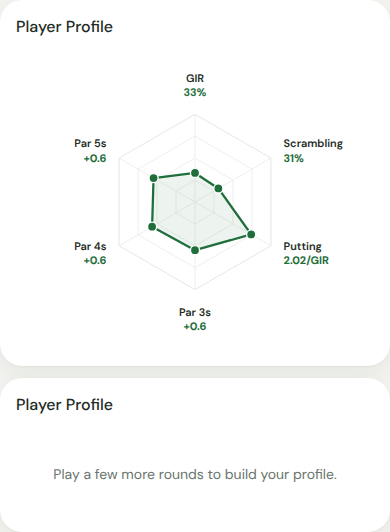 Player Profile
GIR
33%
Par 5s
+0.6
Scrambling
31%
Par 4s
+0.6
Putting
2.02/GIR
Par 3s
+0.6
Player Profile
Play a few more rounds to build your profile.